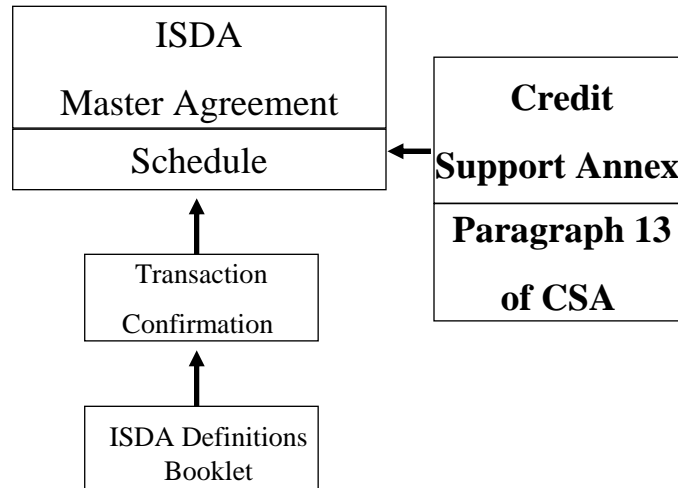 ISDA
Master Agreement
Schedule
Credit
Support Annex
Paragraph 13
of CSA
Transaction
Confirmation
ISDA Definitions
Booklet